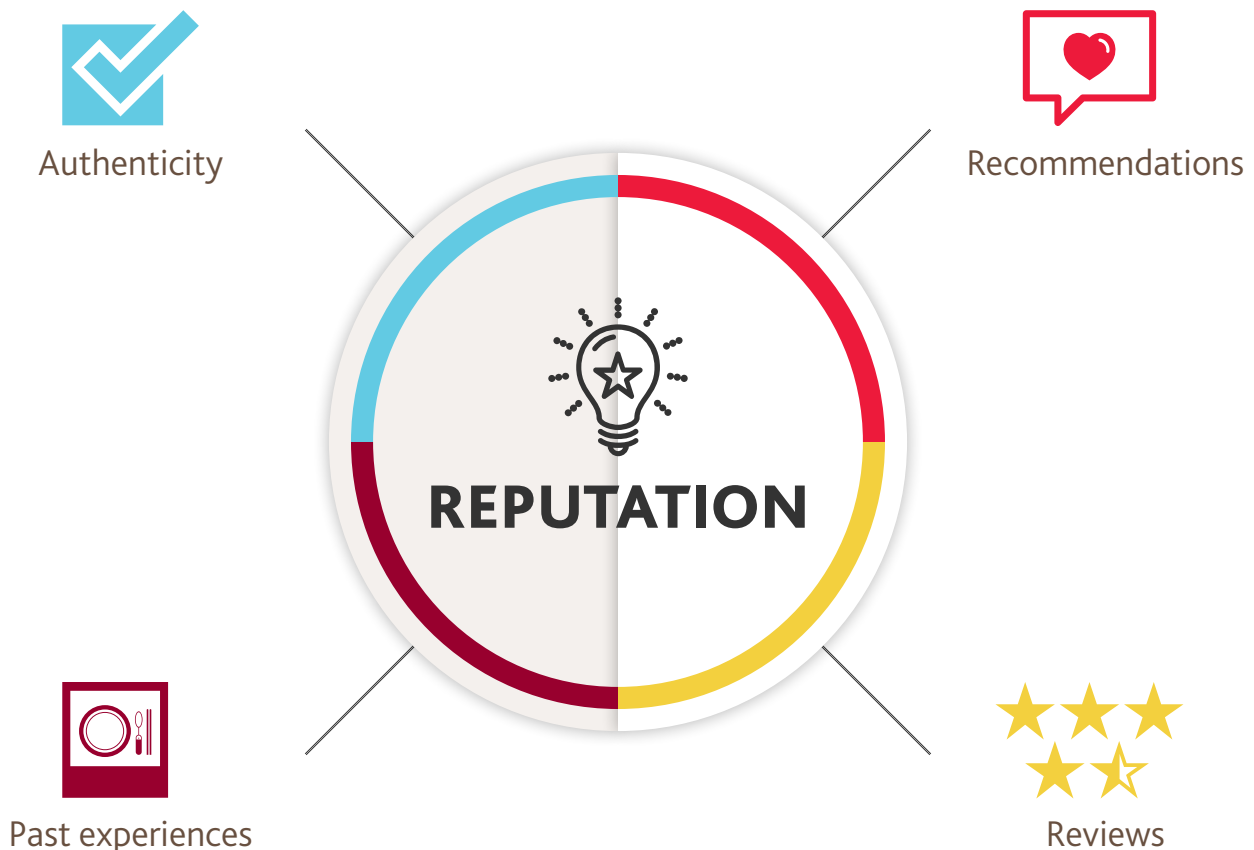 Authenticity
Recommendations
REPUTATION
Past experiences
Reviews